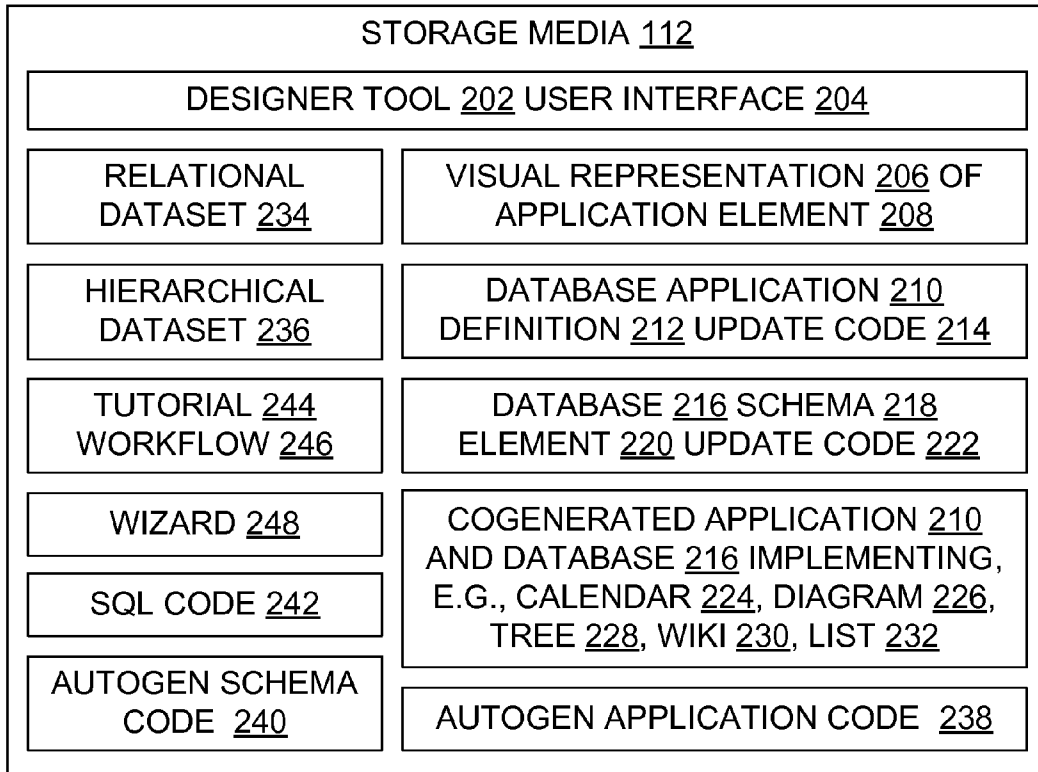 STORAGE MEDIA 112
DESIGNER TOOL 202 USER INTERFACE 204
RELATIONAL
DATASET 234
VISUAL REPRESENTATION 206 OF
APPLICATION ELEMENT 208
HIERARCHICAL
DATASET 236
DATABASE APPLICATION 210
DEFINITION 212 UPDATE CODE 214
TUTORIAL 244
WORKFLOW 246
DATABASE 216 SCHEMA 218
ELEMENT 220 UPDATE CODE 222
WIZARD 248
SQL CODE 242
COGENERATED APPLICATION 210
AND DATABASE 216 IMPLEMENTING,
E.G., CALENDAR 224, DIAGRAM 226,
TREE 228, WIKI 230, LIST 232
AUTOGEN SCHEMA
CODE 240
AUTOGEN APPLICATION CODE 238